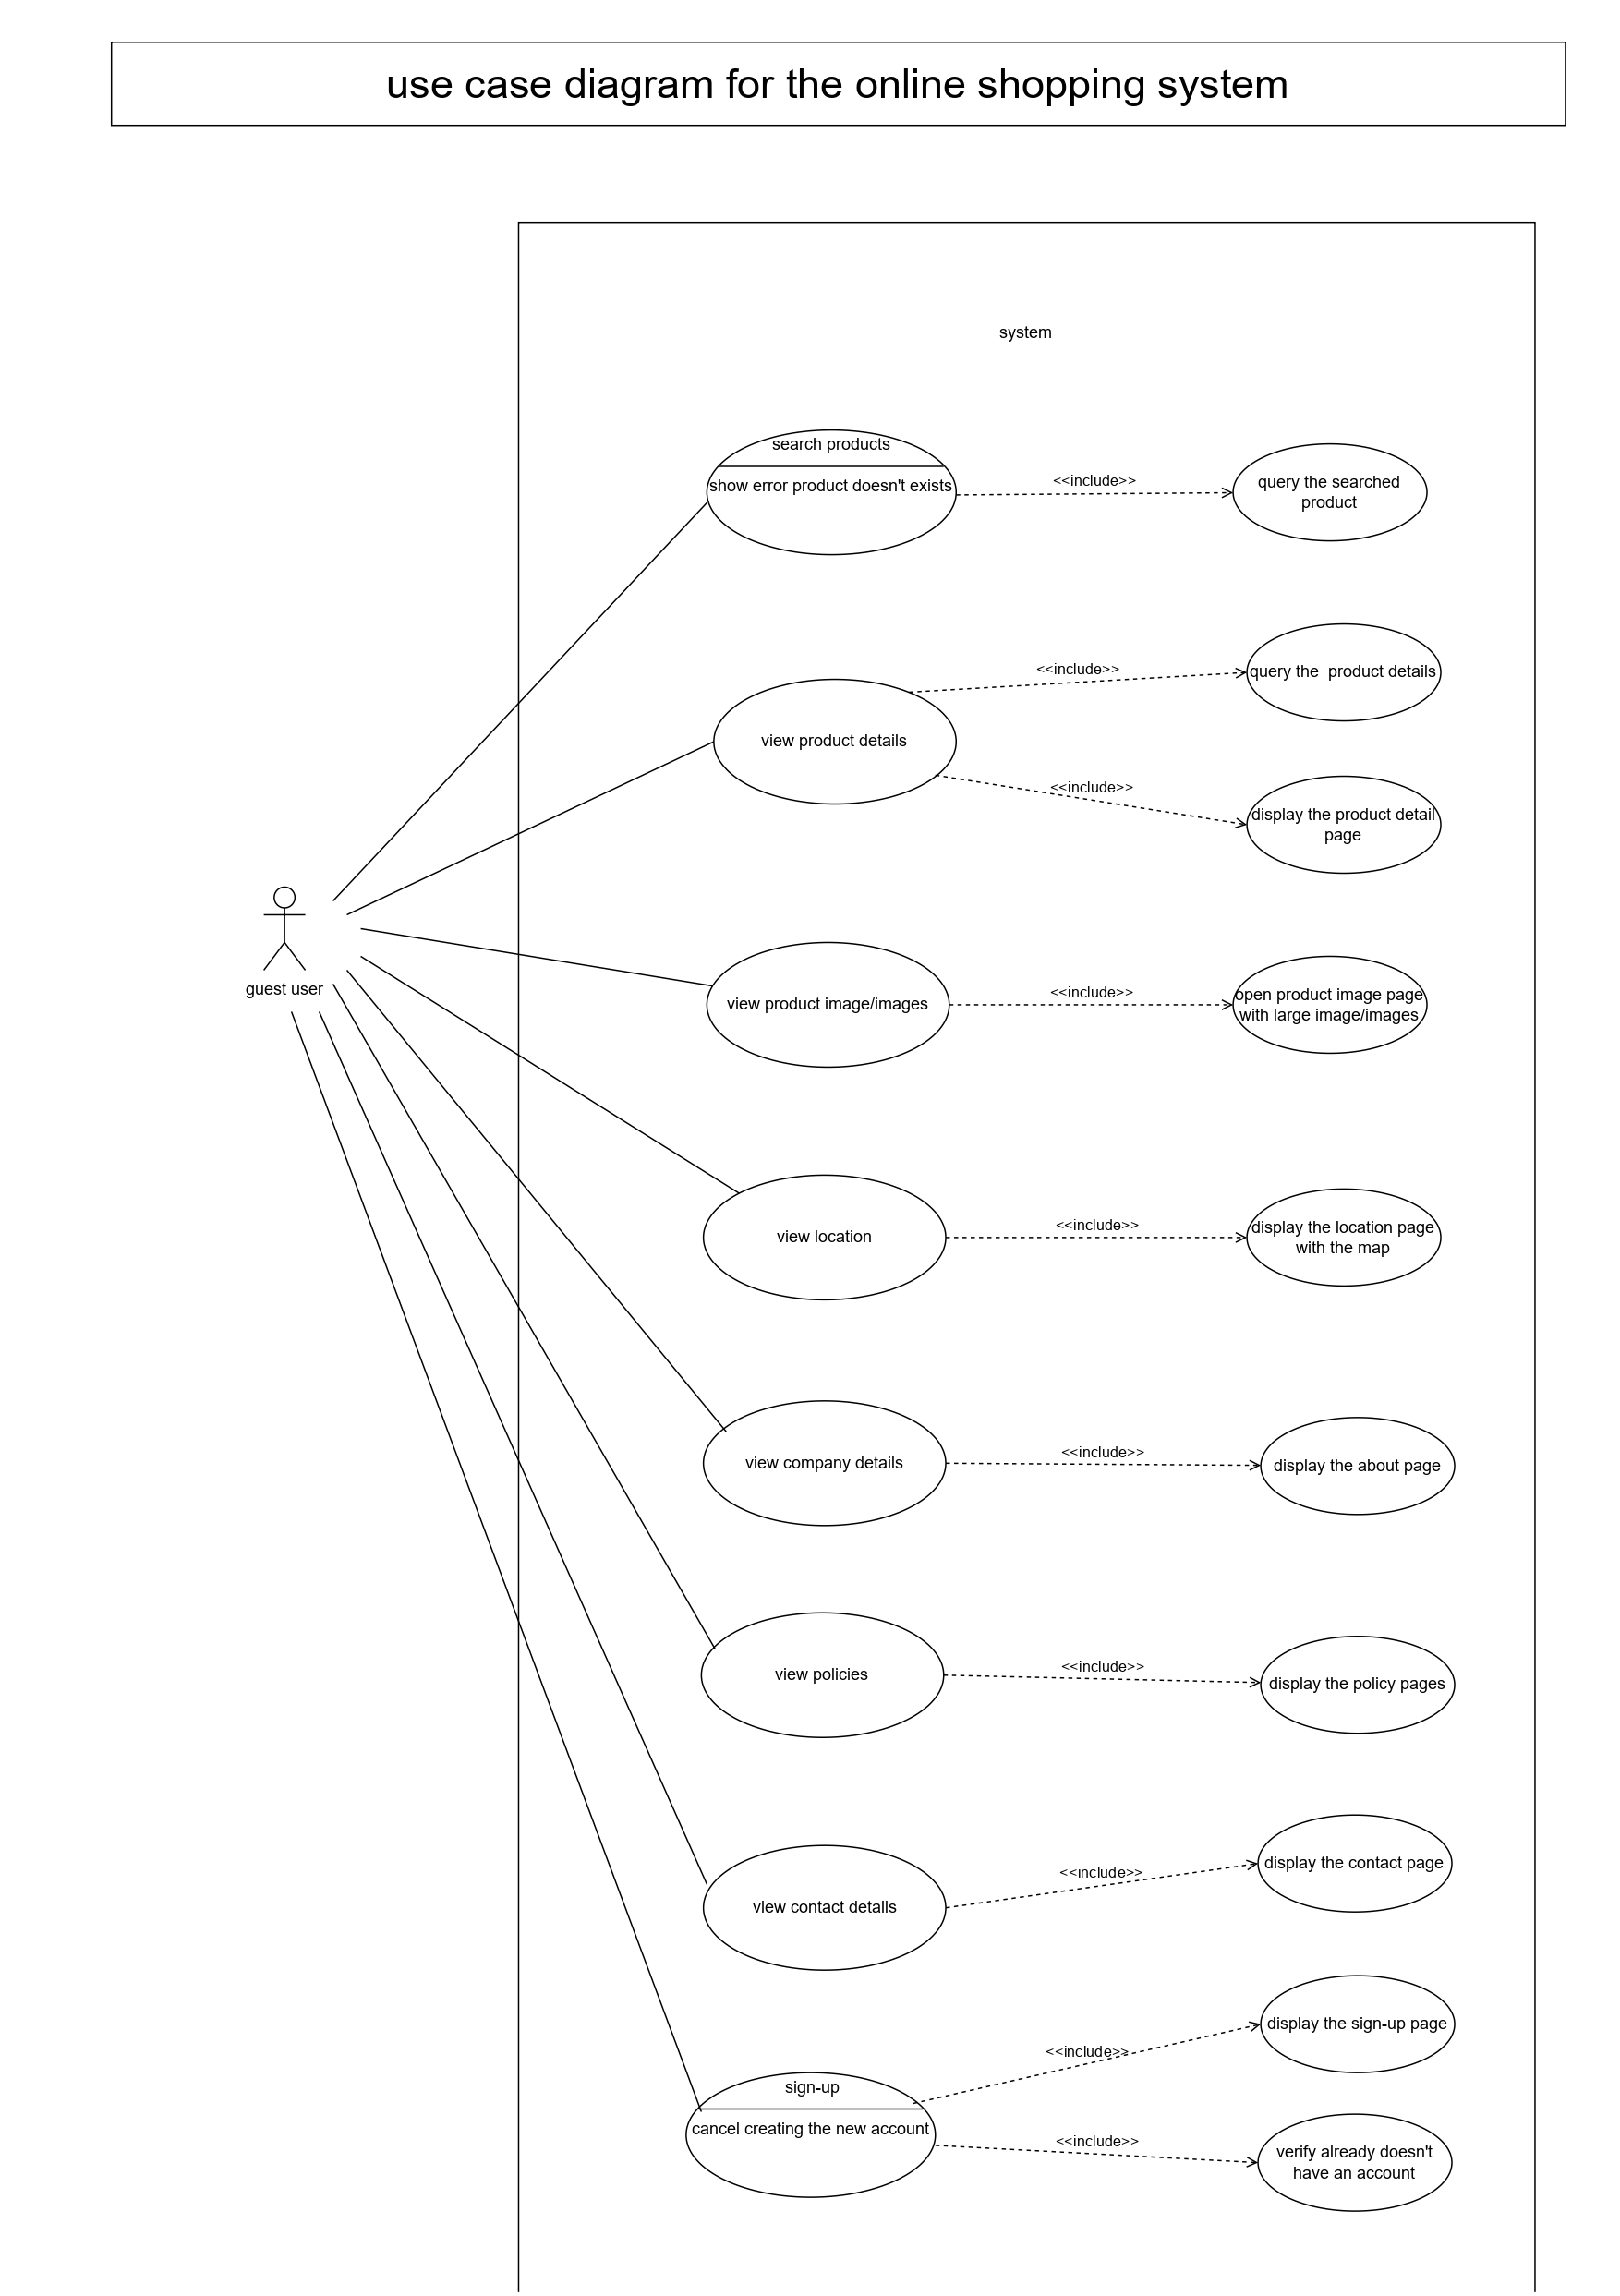 use case diagram for the online shopping system
system
search products
show error product doesn't exists
<<include>>
query the searched
product
<<include>>
query the  product details
view product details
<<include>>
display the product detail
page
guest user
view product image/images
<<include>>
open product image page
with large image/images
view location
<<include>>
display the location page
with the map
view company details
<<include>>
display the about page
view policies
<<include>>
display the policy pages
view contact details
<<include>>
display the contact page
<<include>>
display the sign-up page
sign-up
cancel creating the new account
<<include>>
verify already doesn't
have an account